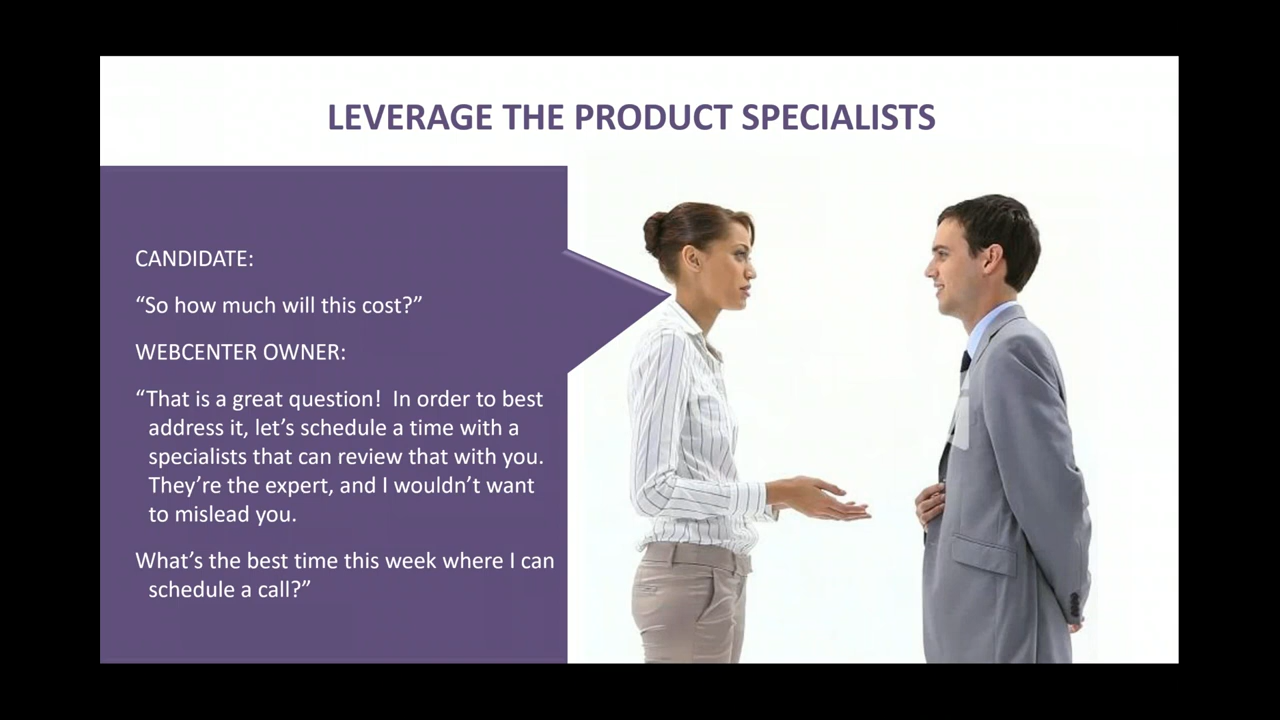 LEVERAGE THE PRODUCT SPECIALISTS
CANDIDATE:
“So how much will this cost?”
WEBCENTER OWNER:
“That is a great question!  In order to best
address it, let’s schedule a time with a
specialists that can review that with you.
They’re the expert, and I wouldn’t want
to mislead you.
What’s the best time this week where I can
schedule a call?”